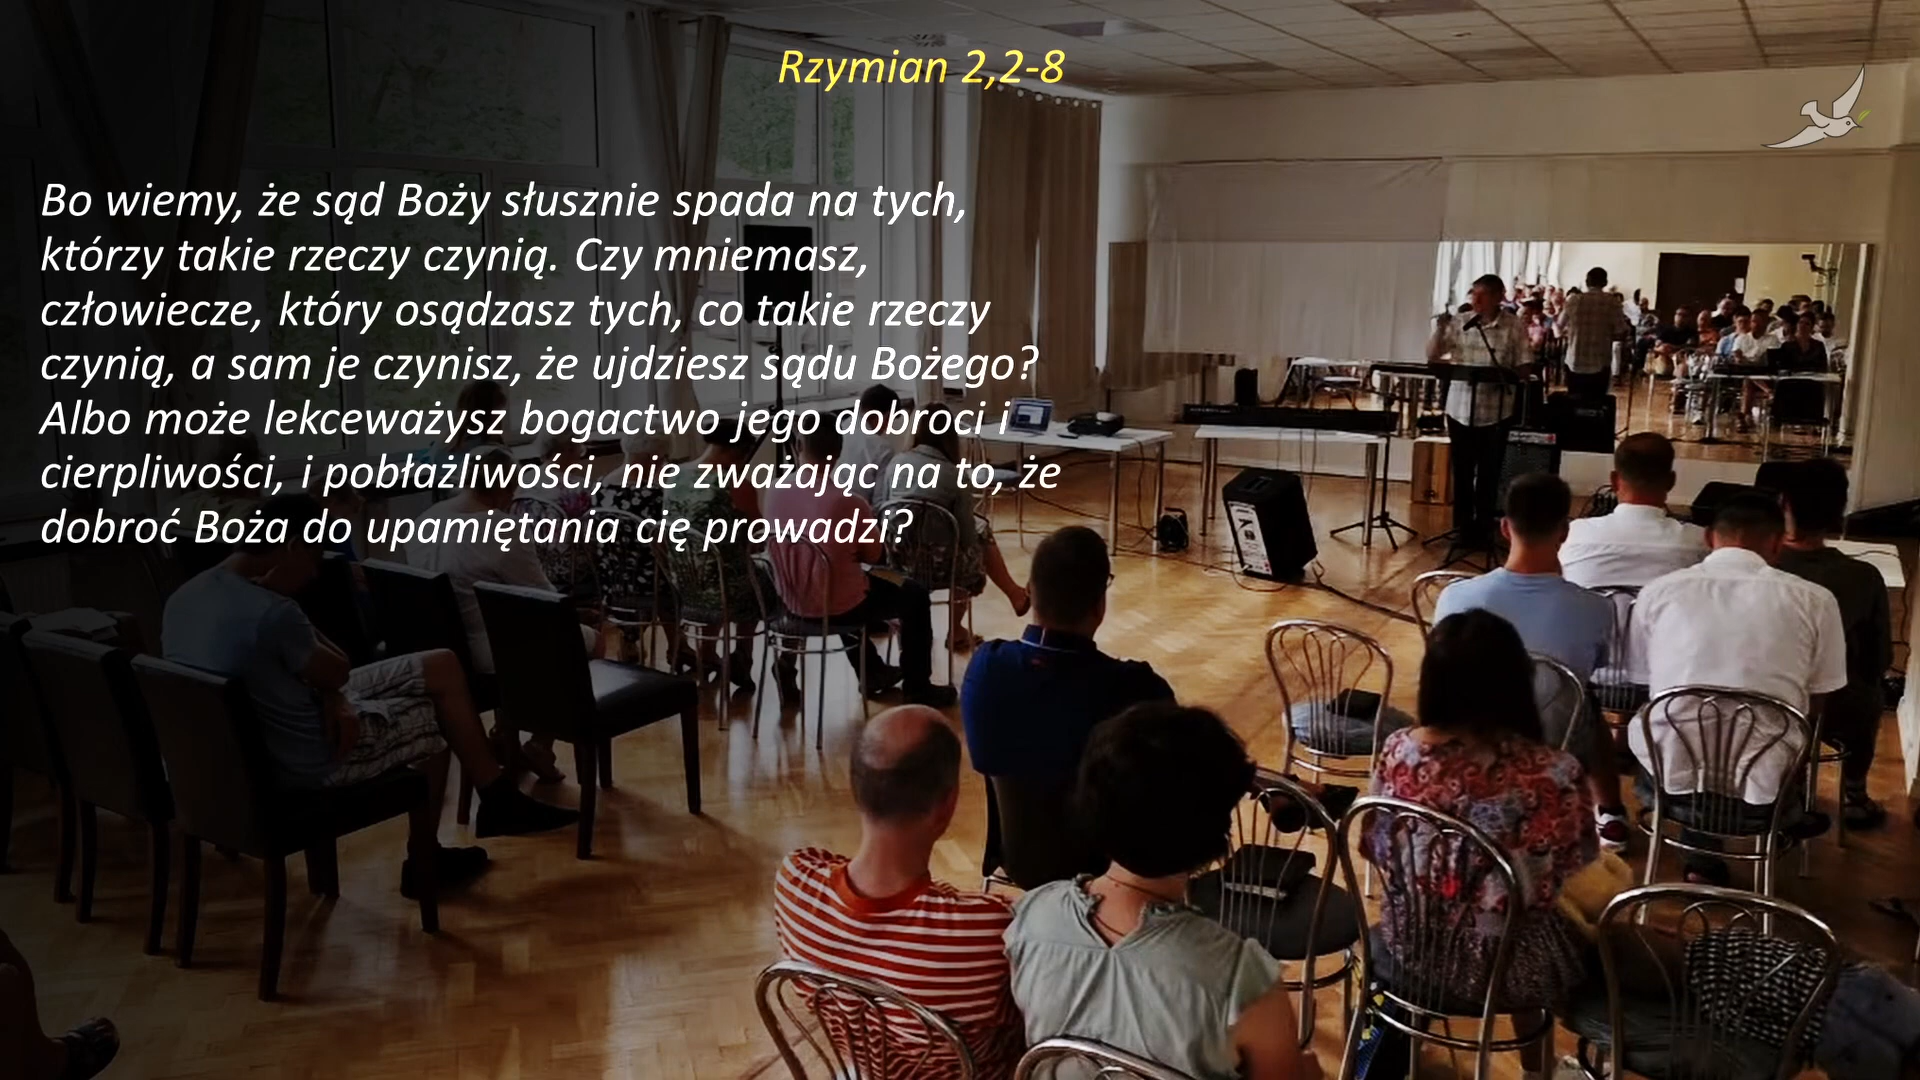 Rzymian 2,2-8
Bo wiemy, że sąd Boży słusznie spada na tych,
którzy takie rzeczy czynią. Czy mniemasz,
człowiecze, który osądzasz tych, co takie rzeczy
czynią, a sam je czynisz, że ujdziesz sądu Bożego?
Albo może lekceważysz bogactwo jego dobroci i
cierpliwości, i pobłażliwości, nie zważając na to, że
dobroć Boża do upamiętania cię prowadzi?